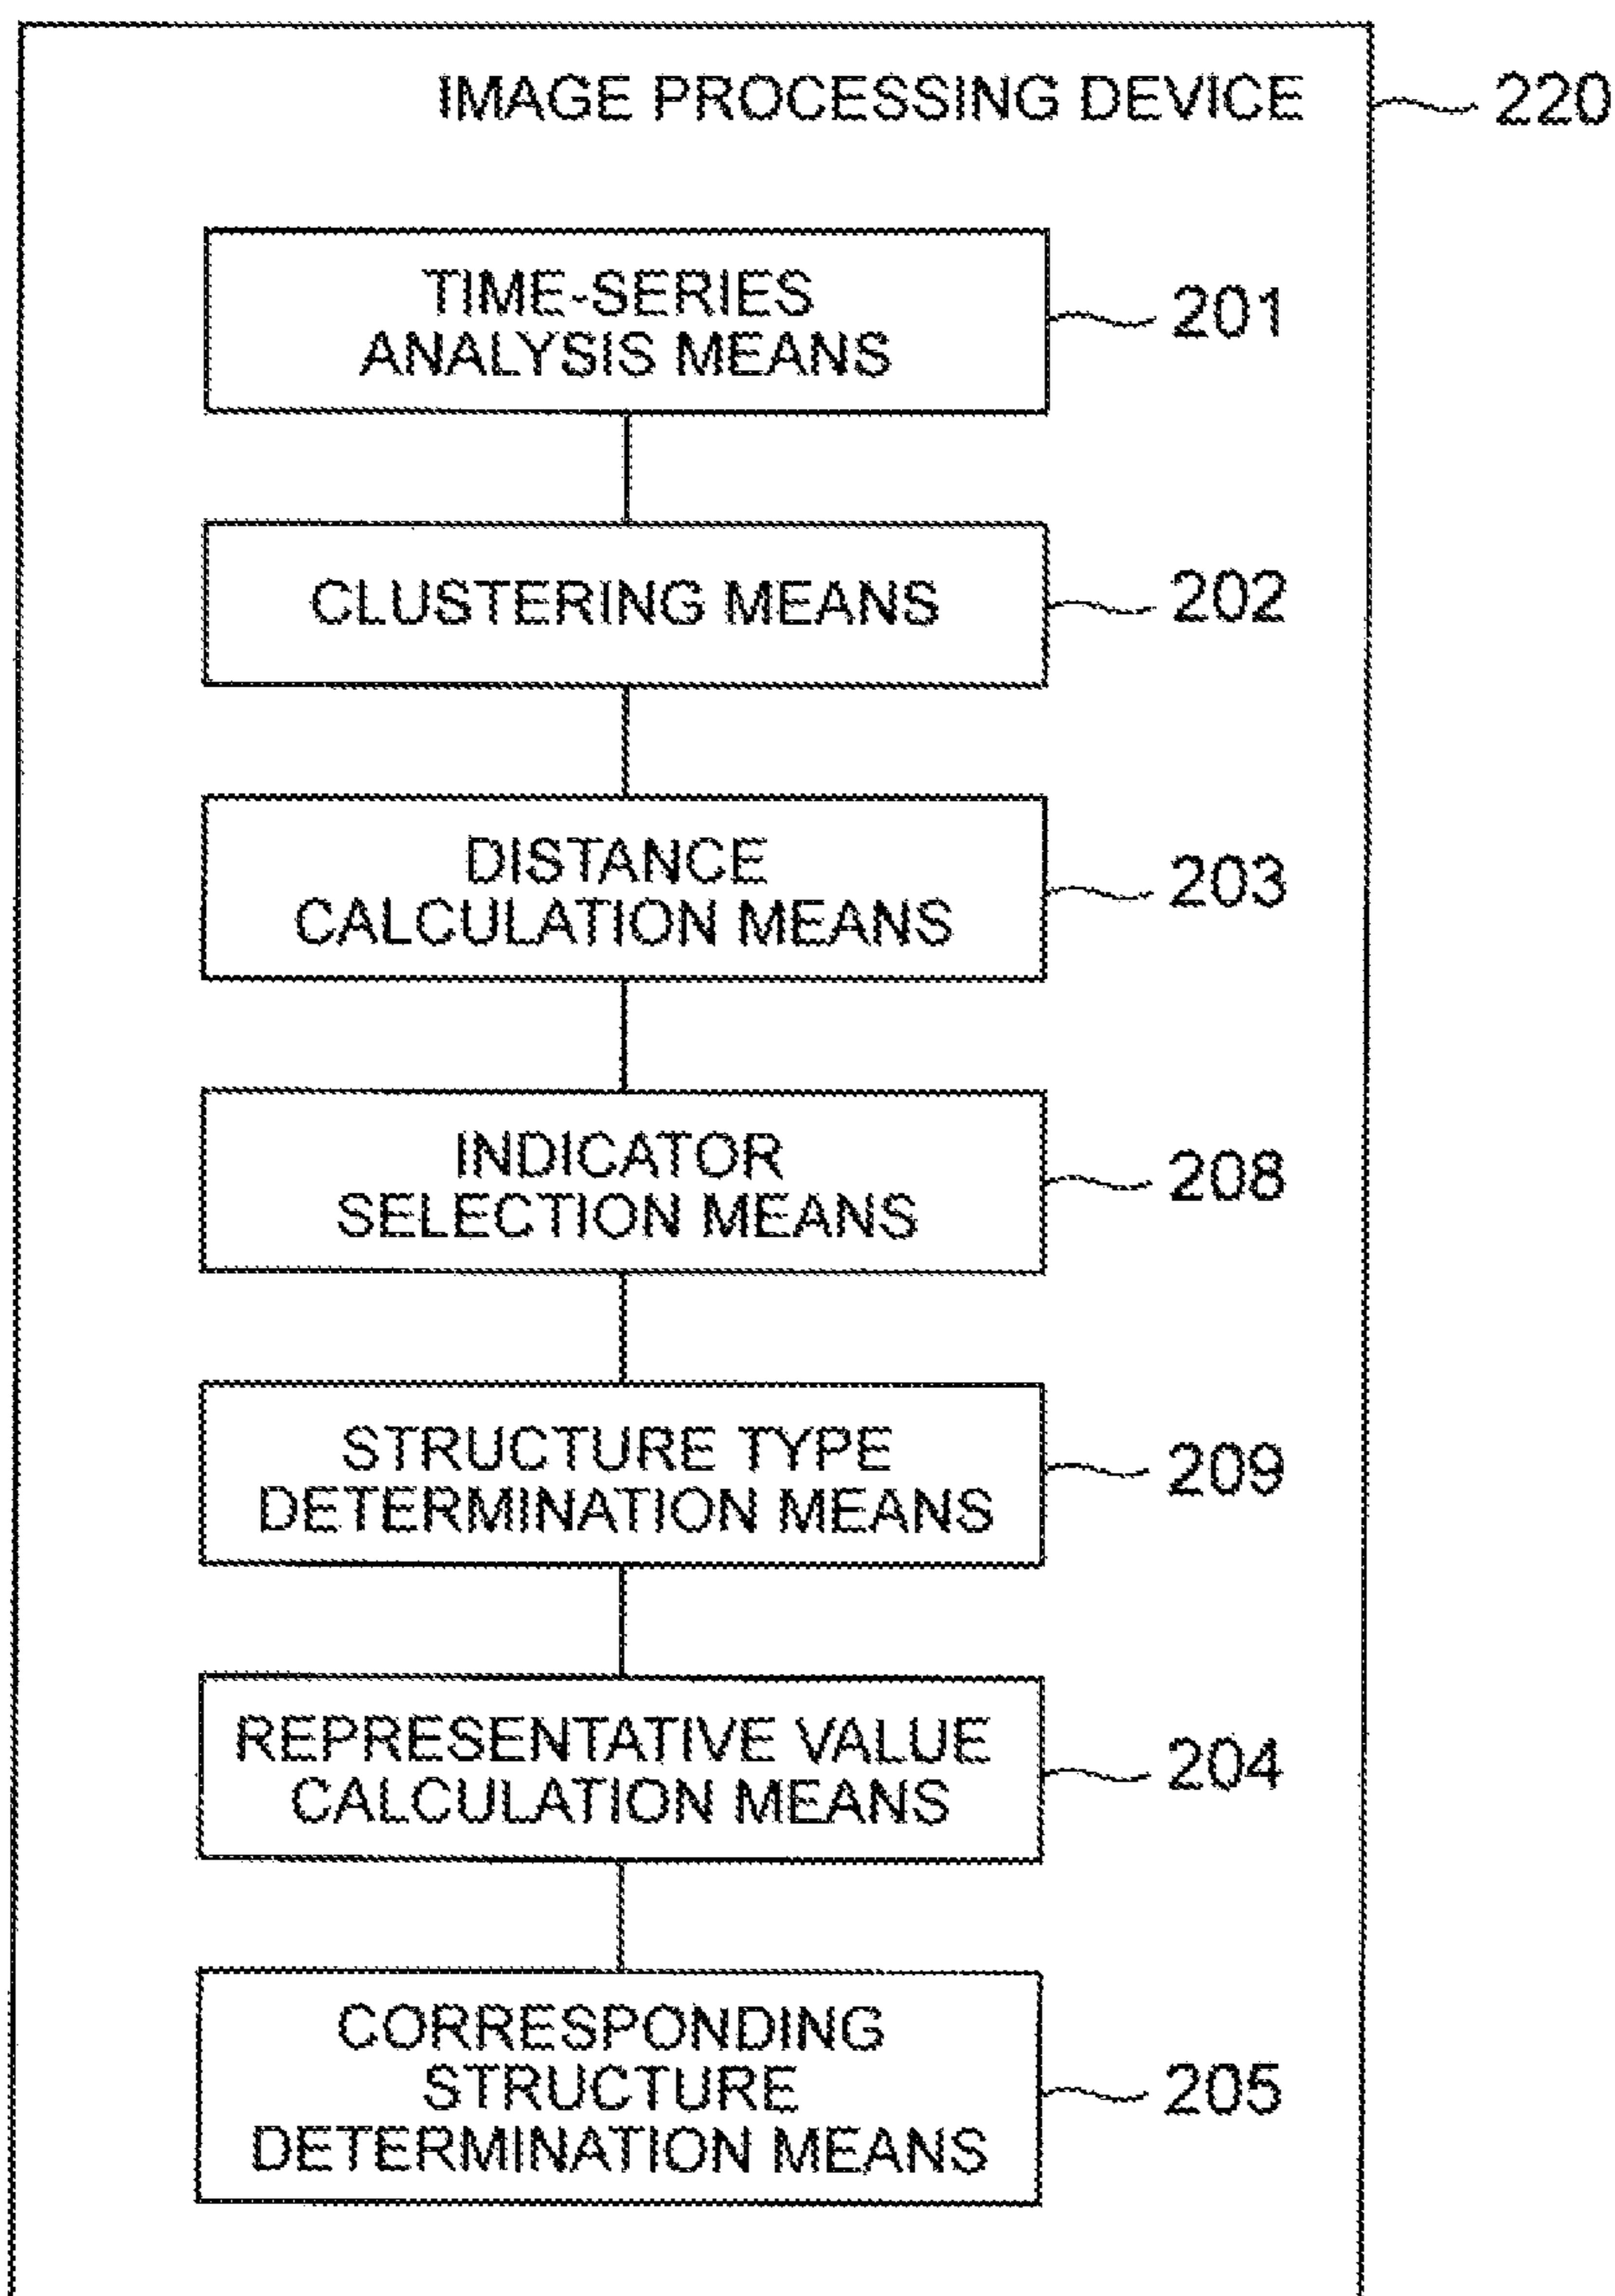 IMAGE PROCESSING DEVICE 220
TIME-SERIES
ANALYSIS MEANS
201
CLUSTERING MEANS
202
DISTANCE
CALCULATION MEANS
203
INDICATOR
SELECTION MEANS
208
STRUCTURE TYPE
DETERMINATION MEANS
209
REPRESENTATIVE VALUE
CALCULATION MEANS
204
CORRESPONDING
STRUCTURE
DETERMINATION MEANS
205